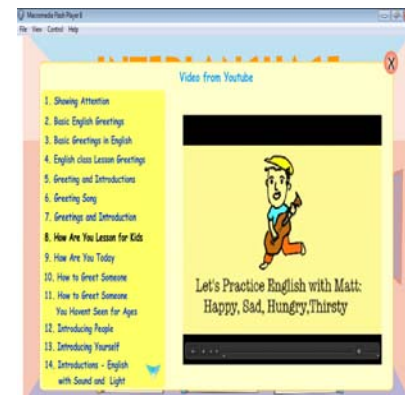 Macromedia Flash Player 8
File View Control Help
INTERLANGUAGE
Video from Youtube
X
1. Showing Attention
2. Basic English Greetings
3. Basic Greetings in English
4. English class Lesson Greetings
5. Greeting and Introductions
6. Greeting Song
7. Greetings and Introduction
8. How Are You Lesson for Kids
9. How Are You Today
10. How to Greet Someone
11. How to Greet Someone
You Havent Seen for Ages
12. Introducing People
13. Introducing Yourself
14. Introductions - English
with Sound and Light
Let's Practice English with Matt:
Happy, Sad, Hungry,Thirsty